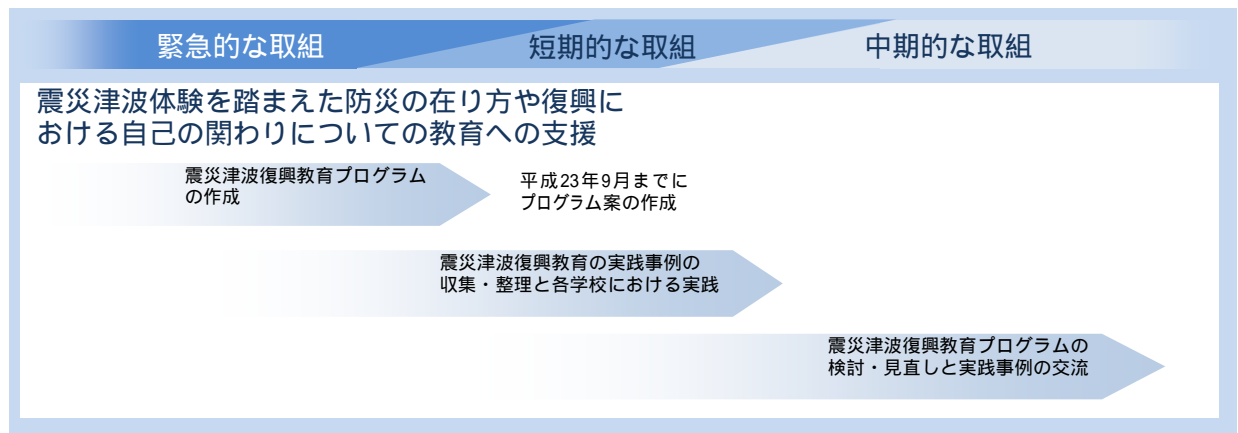 緊急的な取組
短期的な取組
中期的な取組
震災津波体験を踏まえた防災の在り方や復興に
おける自己の関わりについての教育への支援
震災津波復興教育プログラム
の作成
平成23年9月までに
プログラム案の作成
震災津波復興教育の実践事例の
収集・整理と各学校における実践
震災津波復興教育プログラムの
検討・見直しと実践事例の交流